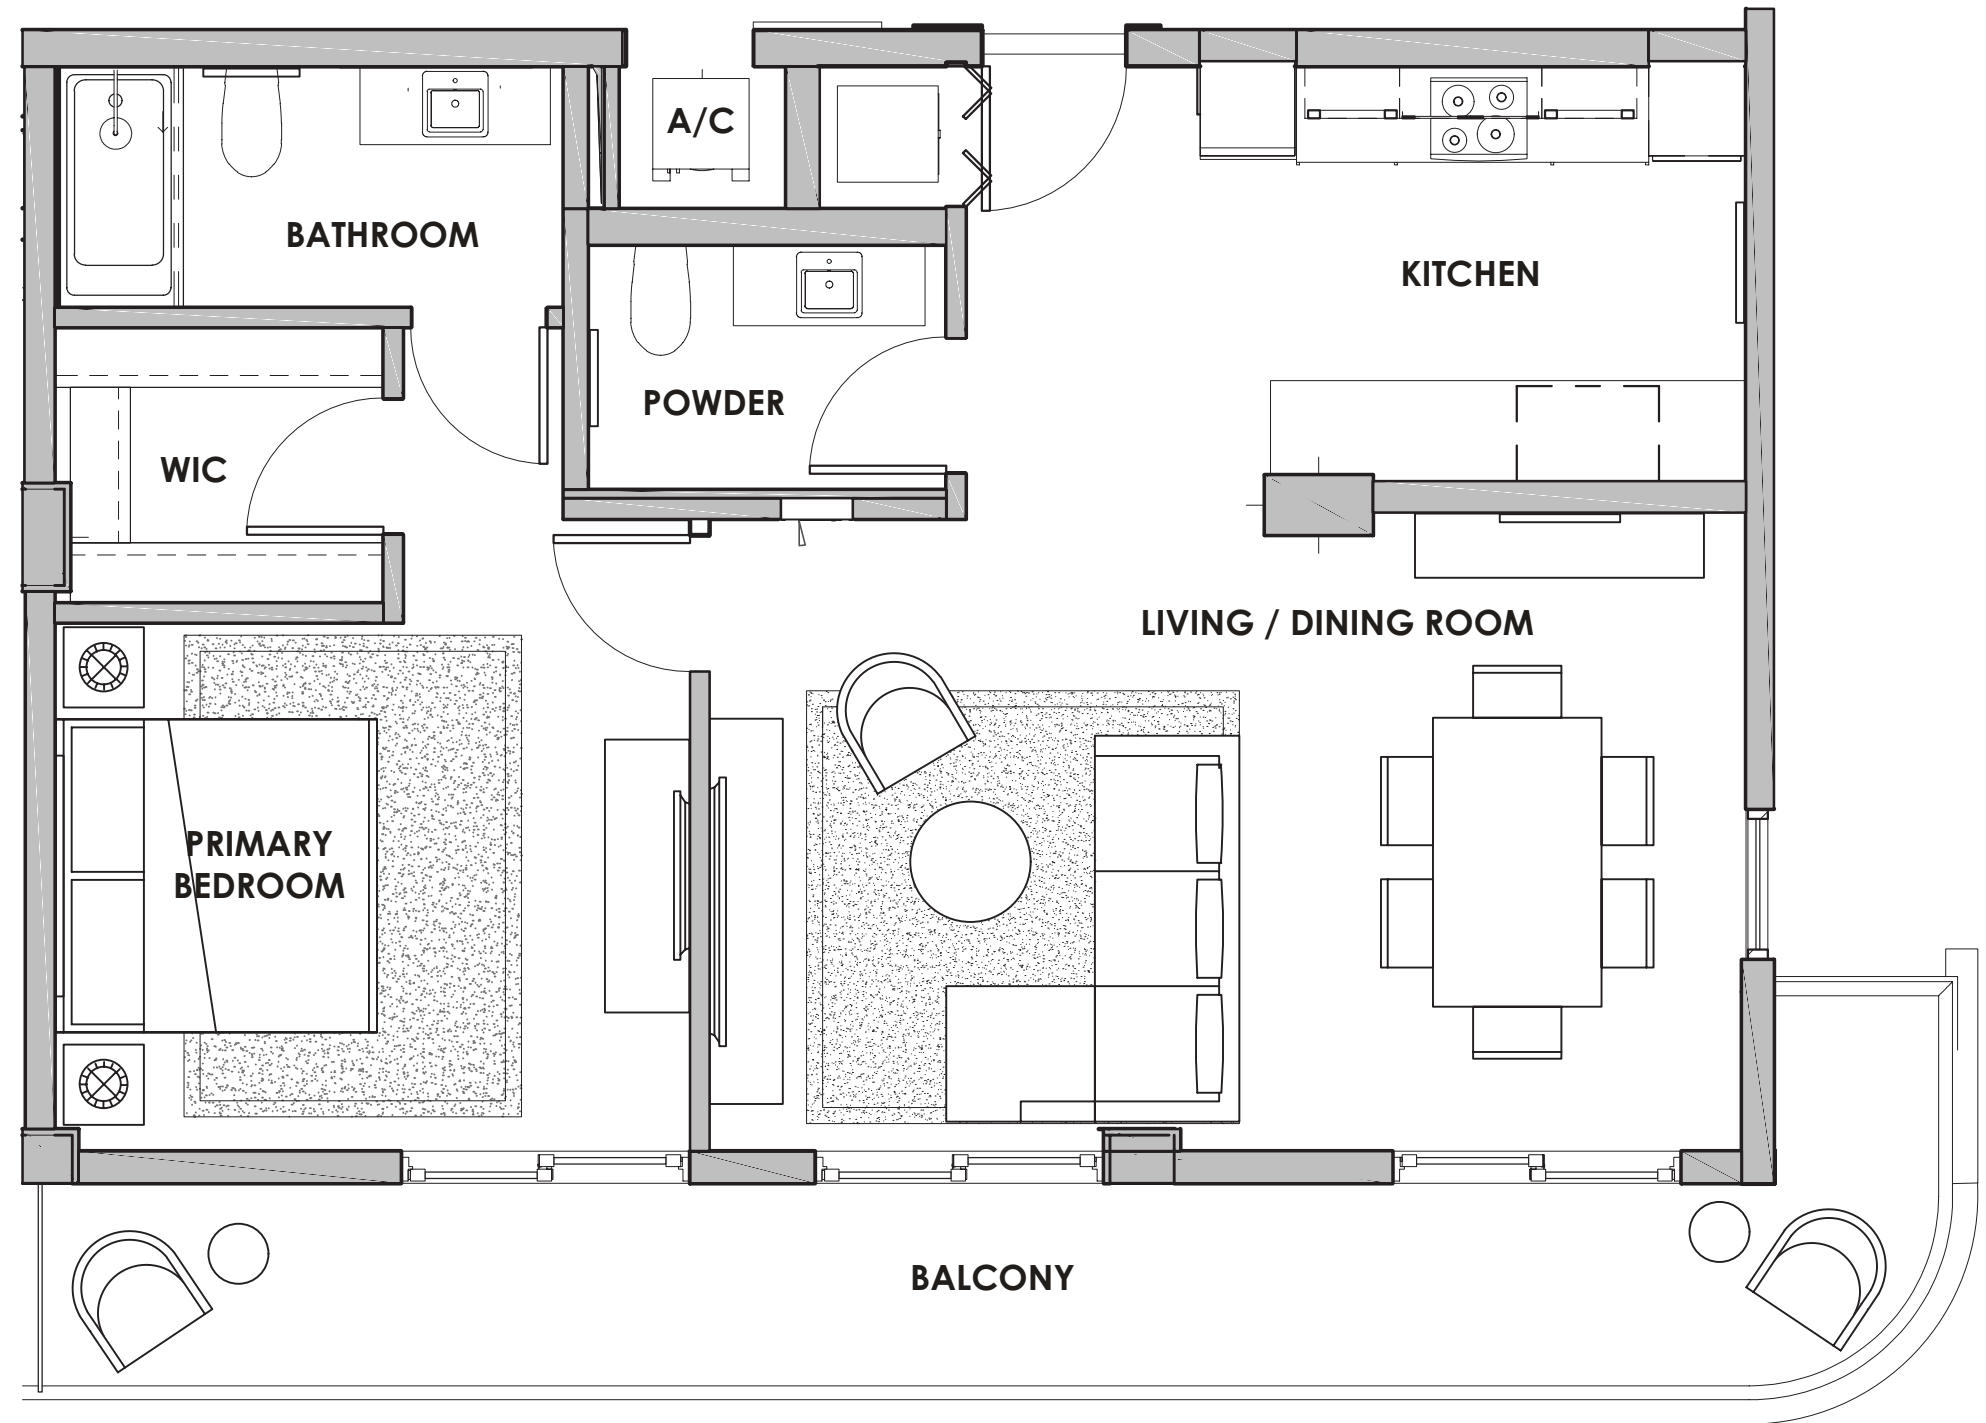 A/C
BATHROOM
KITCHEN
POWDER
WIC
LIVING / DINING ROOM
PRIMARY
BEDROOM
BALCONY